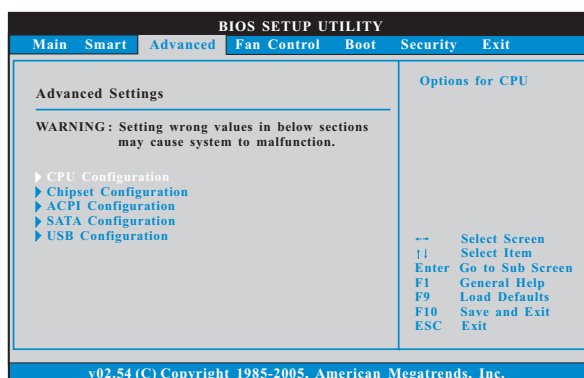 BIOS SETUP UTILITY
Main Smart Advanced Fan Control Boot Security Exit
Advanced Settings
WARNING : Setting wrong values in below sections
may cause system to malfunction.
CPU Configuration
Chipset Configuration
ACPI Configuration
SATA Configuration
USB Configuration
Options for CPU
←→ Select Screen
↑↓ Select Item
Enter Go to Sub Screen
F1 General Help
F9 Load Defaults
F10 Save and Exit
ESC Exit
v02.54 (C) Copyright 1985-2005, American Megatrends, Inc.